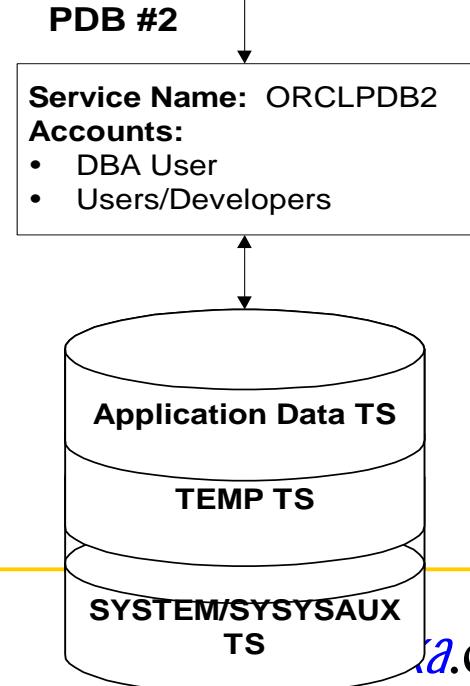 PDB #2
Service Name: ORCLPDB2
Accounts:
• DBA User
• Users/Developers
Application Data TS
TEMP TS
SYSTEM/SYSYSAUX
TS